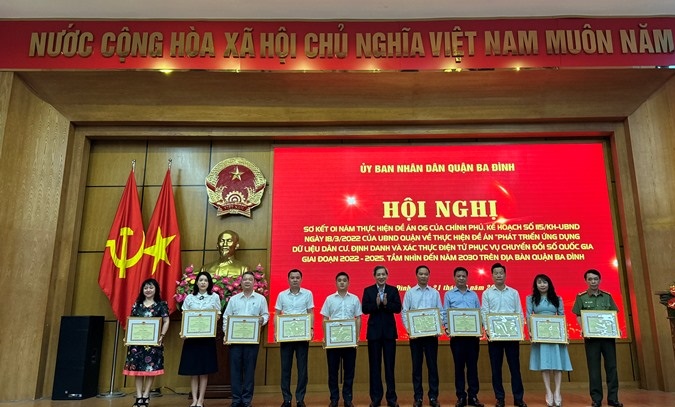 NƯỚC CỘNG HÒA XÃ HỘI CHỦ NGHĨA VIỆT NAM MUÔN NĂM
ỦY BAN NHÂN DÂN QUẬN BA ĐÌNH
HỘI NGHỊ
SƠ KẾT 01 NĂM THỰC HIỆN ĐỀ ÁN 06 CỦA CHÍNH PHỦ, KẾ HOẠCH SỐ 115/KH-UBND
NGÀY 18/3/2022 CỦA UBND QUẬN VỀ THỰC HIỆN ĐỀ ÁN "PHÁT TRIỂN ỨNG DỤNG
DỮ LIỆU DÂN CƯ, ĐỊNH DANH VÀ XÁC THỰC ĐIỆN TỬ PHỤC VỤ CHUYỂN ĐỔI SỐ QUỐC GIA
GIAI ĐOẠN 2022 - 2025, TẦM NHÌN ĐẾN NĂM 2030 TRÊN ĐỊA BÀN QUẬN BA ĐÌNH
Đình 21 tháng